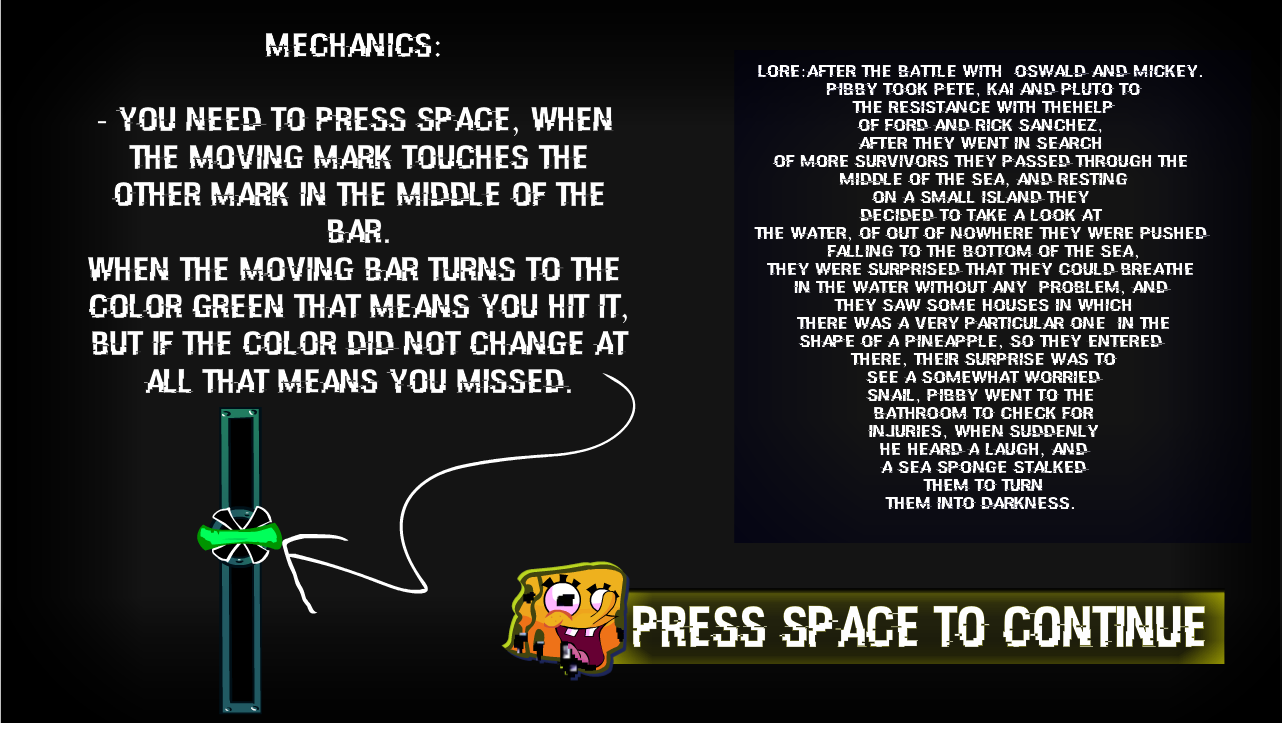 MECHANICS:
- YOU NEED TO PRESS SPACE, WHEN
THE MOVING MARK TOUCHES THE
OTHER MARK IN THE MIDDLE OF THE
BAR.
WHEN THE MOVING BAR TURNS TO THE
COLOR GREEN THAT MEANS YOU HIT IT,
BUT IF THE COLOR DID NOT CHANGE AT
ALL THAT MEANS YOU MISSED.
LORE:AFTER THE BATTLE WITH OSWALD AND MICKEY.
PIBBY TOOK PETE, KAI AND PLUTO TO
THE RESISTANCE WITH THEHELP
OF FORD AND RICK SANCHEZ,
AFTER THEY WENT IN SEARCH
OF MORE SURVIVORS THEY PASSED THROUGH THE
MIDDLE OF THE SEA, AND RESTING
ON A SMALL ISLAND THEY
DECIDED TO TAKE A LOOK AT
THE WATER, OF OUT OF NOWHERE THEY WERE PUSHED
FALLING TO THE BOTTOM OF THE SEA,
THEY WERE SURPRISED THAT THEY COULD BREATHE
IN THE WATER WITHOUT ANY PROBLEM, AND
THEY SAW SOME HOUSES IN WHICH
THERE WAS A VERY PARTICULAR ONE IN THE
SHAPE OF A PINEAPPLE, SO THEY ENTERED
THERE, THEIR SURPRISE WAS TO
SEE A SOMEWHAT WORRIED
SNAIL, PIBBY WENT TO THE
BATHROOM TO CHECK FOR
INJURIES, WHEN SUDDENLY
HE HEARD A LAUGH, AND
A SEA SPONGE STALKED
THEM TO TURN
THEM INTO DARKNESS.
PRESS SPACE TO CONTINUE